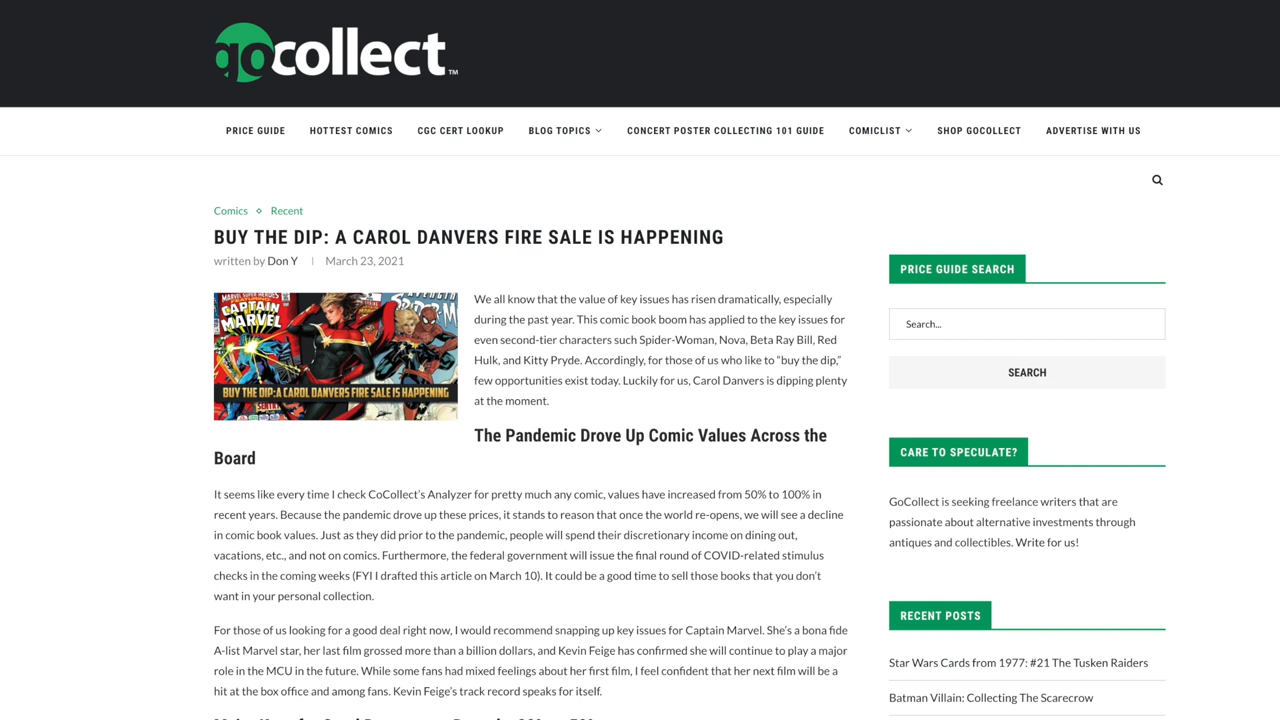 gocollect.™
PRICE GUIDE HOTTEST COMICS CGC CERT LOOKUP BLOG TOPICS CONCERT POSTER COLLECTING 101 GUIDE COMICLIST SHOP GOCOLLECT ADVERTISE WITH US
Comics Recent
BUY THE DIP: A CAROL DANVERS FIRE SALE IS HAPPENING
written by Don Y March 23, 2021
MARVEL SUPER-HEROES
CAPTAIN
MARVEL
BUY THE DIP:A CAROL DANVERS FIRE SALE IS HAPPENING
We all know that the value of key issues has risen dramatically, especially
during the past year. This comic book boom has applied to the key issues for
even second-tier characters such Spider-Woman, Nova, Beta Ray Bill, Red
Hulk, and Kitty Pryde. Accordingly, for those of us who like to “buy the dip,”
few opportunities exist today. Luckily for us, Carol Danvers is dipping plenty
at the moment.
The Pandemic Drove Up Comic Values Across the
Board
It seems like every time I check CoCollect’s Analyzer for pretty much any comic, values have increased from 50% to 100% in
recent years. Because the pandemic drove up these prices, it stands to reason that once the world re-opens, we will see a decline
in comic book values. Just as they did prior to the pandemic, people will spend their discretionary income on dining out,
vacations, etc., and not on comics. Furthermore, the federal government will issue the final round of COVID-related stimulus
checks in the coming weeks (FYI I drafted this article on March 10). It could be a good time to sell those books that you don’t
want in your personal collection.
For those of us looking for a good deal right now, I would recommend snapping up key issues for Captain Marvel. She’s a bona fide
A-list Marvel star, her last film grossed more than a billion dollars, and Kevin Feige has confirmed she will continue to play a major
role in the MCU in the future. While some fans had mixed feelings about her first film, I feel confident that her next film will be a
hit at the box office and among fans. Kevin Feige’s track record speaks for itself.
PRICE GUIDE SEARCH
Search...
SEARCH
CARE TO SPECULATE?
GoCollect is seeking freelance writers that are
passionate about alternative investments through
antiques and collectibles. Write for us!
RECENT POSTS
Star Wars Cards from 1977: #21 The Tusken Raiders
Batman Villain: Collecting The Scarecrow